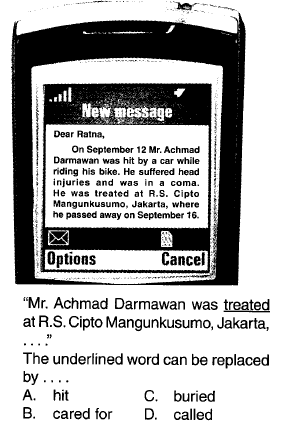 New message
Dear Ratna,
On September 12 Mr. Achmad
Darmawan was hit by a car while
riding his bike. He suffered head
injuries and was in a coma.
He was treated at R.S. Cipto
Mangunkusumo, Jakarta, where
he passed away on September 16.
Options Cancel
“Mr. Achmad Darmawan was treated
at R.S. Cipto Mangunkusumo, Jakarta,
. . . .”
The underlined word can be replaced
by . . . .
A. hit C. buried
B. cared for D. called